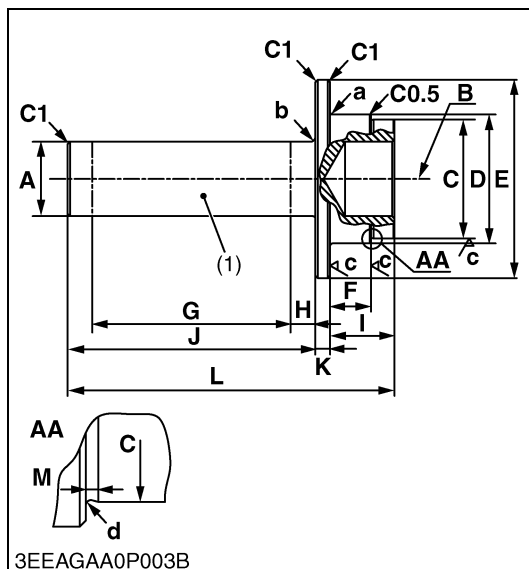 C1 C1
a C0.5 B
C1 b
A C D E
(1) AA c
c c
F
G H I
J
K
L
AA C
M
d
3EEAGAA0P003B